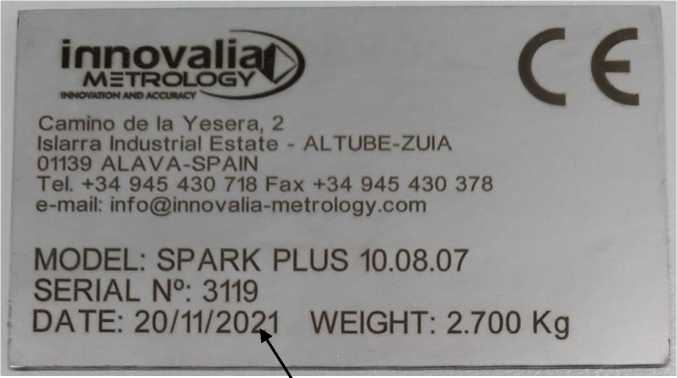 innovalia
METROLOGY
INNOVATION AND ACCURACY
CE
Camino de la Yesera, 2
Islarra Industrial Estate - ALTUBE-ZUIA
01139 ALAVA-SPAIN
Tel. +34 945 430 718 Fax +34 945 430 378
e-mail: info@innovalia-metrology.com
MODEL: SPARK PLUS 10.08.07
SERIAL Nº: 3119
DATE: 20/11/2021 WEIGHT: 2.700 Kg